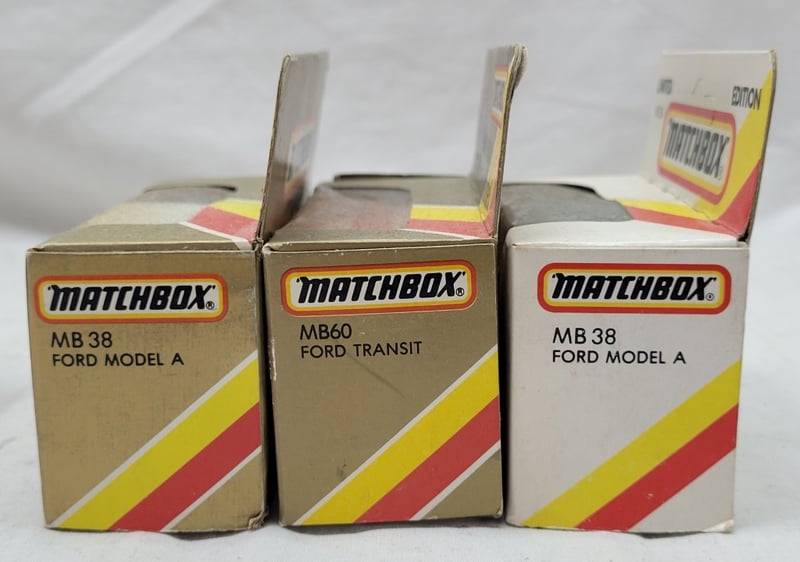 EDITION
MATCHBOX
MATCHBOX®
MB 38
FORD MODEL A
MATCHBOX®
MB60
FORD TRANSIT
MATCHBOX®
MB 38
FORD MODEL A